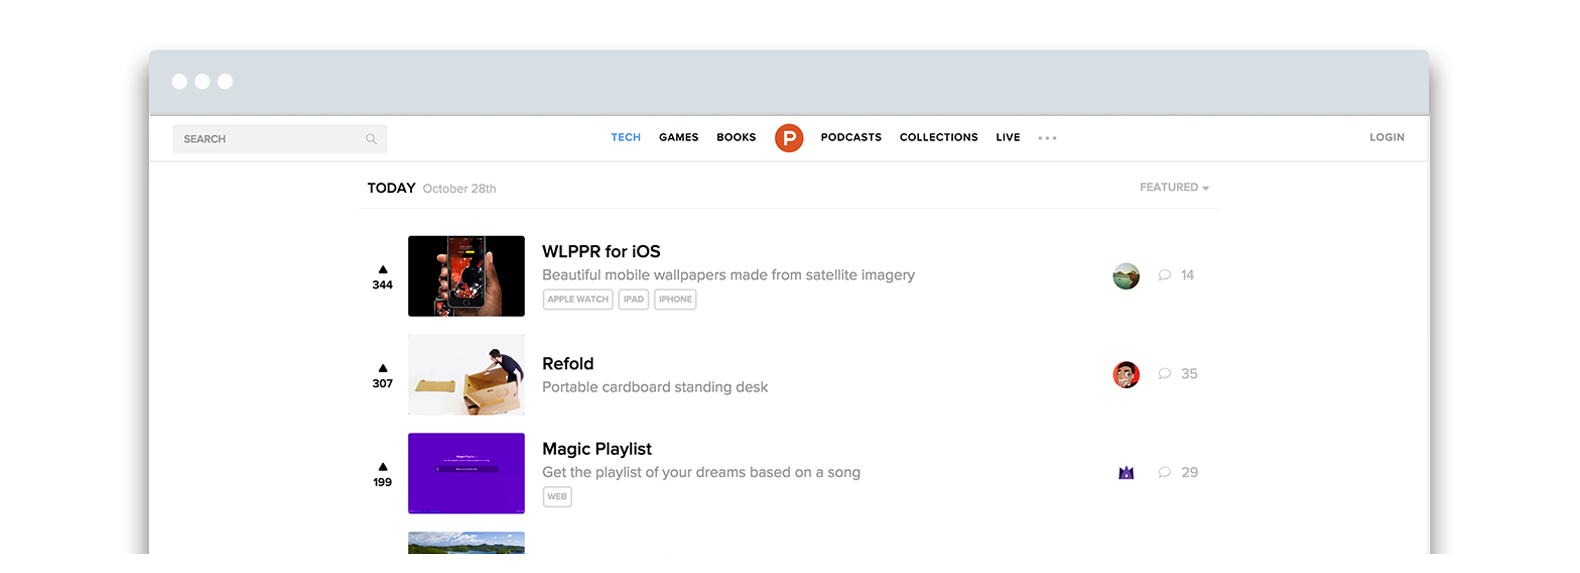 SEARCH
TECH GAMES BOOKS P PODCASTS COLLECTIONS LIVE
LOGIN
TODAY October 28th
FEATURED
WLPPR for iOS
344
Beautiful mobile wallpapers made from satellite imagery
14
APPLE WATCH IPAD IPHONE
Refold
307
Portable cardboard standing desk
35
Magic Playlist
199
Get the playlist of your dreams based on a song
29
WEB